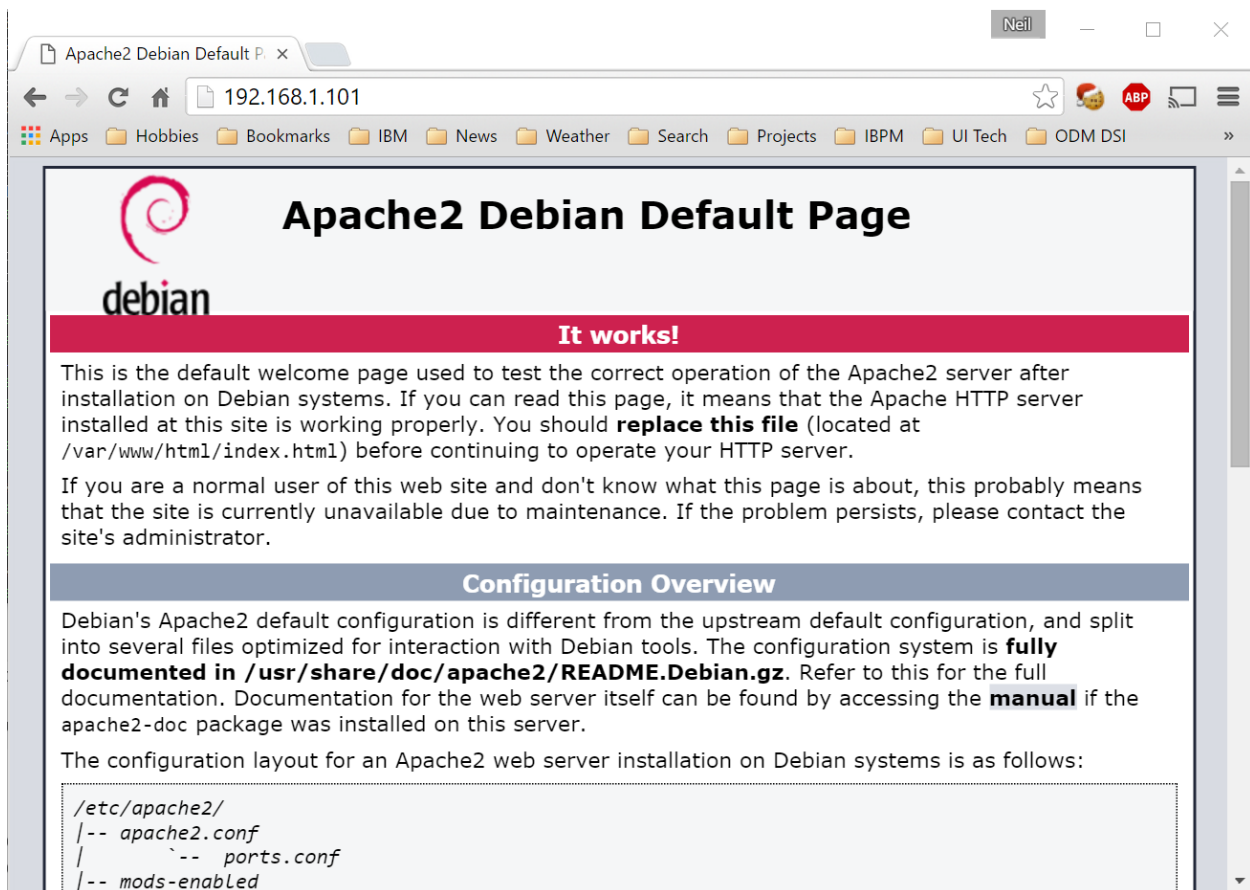 Neil
Apache2 Debian Default P
192.168.1.101
ABP
Apps Hobbies Bookmarks IBM News Weather Search Projects IBPM UI Tech ODM DSI »
Apache2 Debian Default Page
debian
It works!
This is the default welcome page used to test the correct operation of the Apache2 server after
installation on Debian systems. If you can read this page, it means that the Apache HTTP server
installed at this site is working properly. You should replace this file (located at
/var/www/html/index.html) before continuing to operate your HTTP server.
If you are a normal user of this web site and don't know what this page is about, this probably means
that the site is currently unavailable due to maintenance. If the problem persists, please contact the
site's administrator.
Configuration Overview
Debian's Apache2 default configuration is different from the upstream default configuration, and split
into several files optimized for interaction with Debian tools. The configuration system is fully
documented in /usr/share/doc/apache2/README.Debian.gz. Refer to this for the full
documentation. Documentation for the web server itself can be found by accessing the manual if the
apache2-doc package was installed on this server.
The configuration layout for an Apache2 web server installation on Debian systems is as follows:
/etc/apache2/
|-- apache2.conf
|       `--  ports.conf
|-- mods-enabled